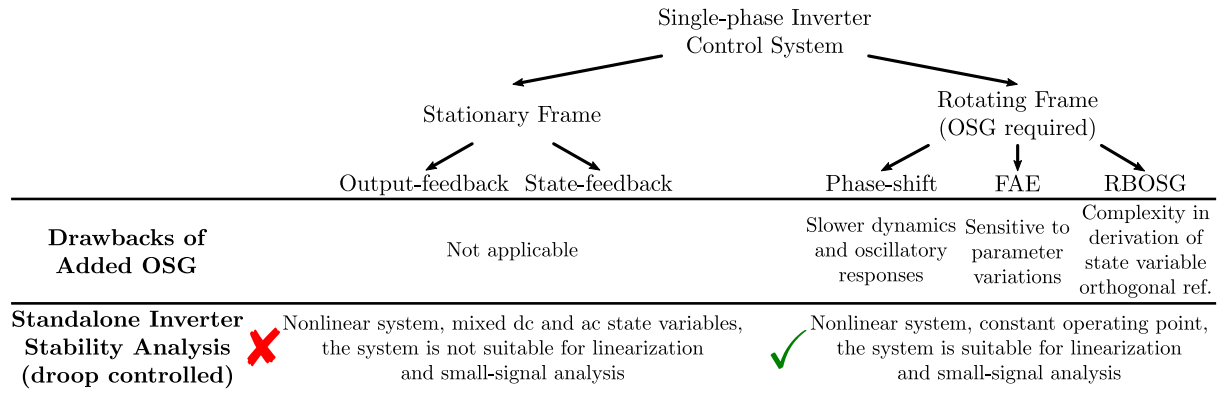 Single-phase Inverter
Control System
Stationary Frame
Rotating Frame
(OSG required)
Output-feedback
State-feedback
Phase-shift
FAE
RBOSG
Drawbacks of
Added OSG
Not applicable
Slower dynamics
and oscillatory
responses
Sensitive to
parameter
variations
Complexity in
derivation of
state variable
orthogonal ref.
Standalone Inverter
Stability Analysis
(droop controlled)
Nonlinear system, mixed dc and ac state variables,
the system is not suitable for linearization
and small-signal analysis
Nonlinear system, constant operating point,
the system is suitable for linearization
and small-signal analysis